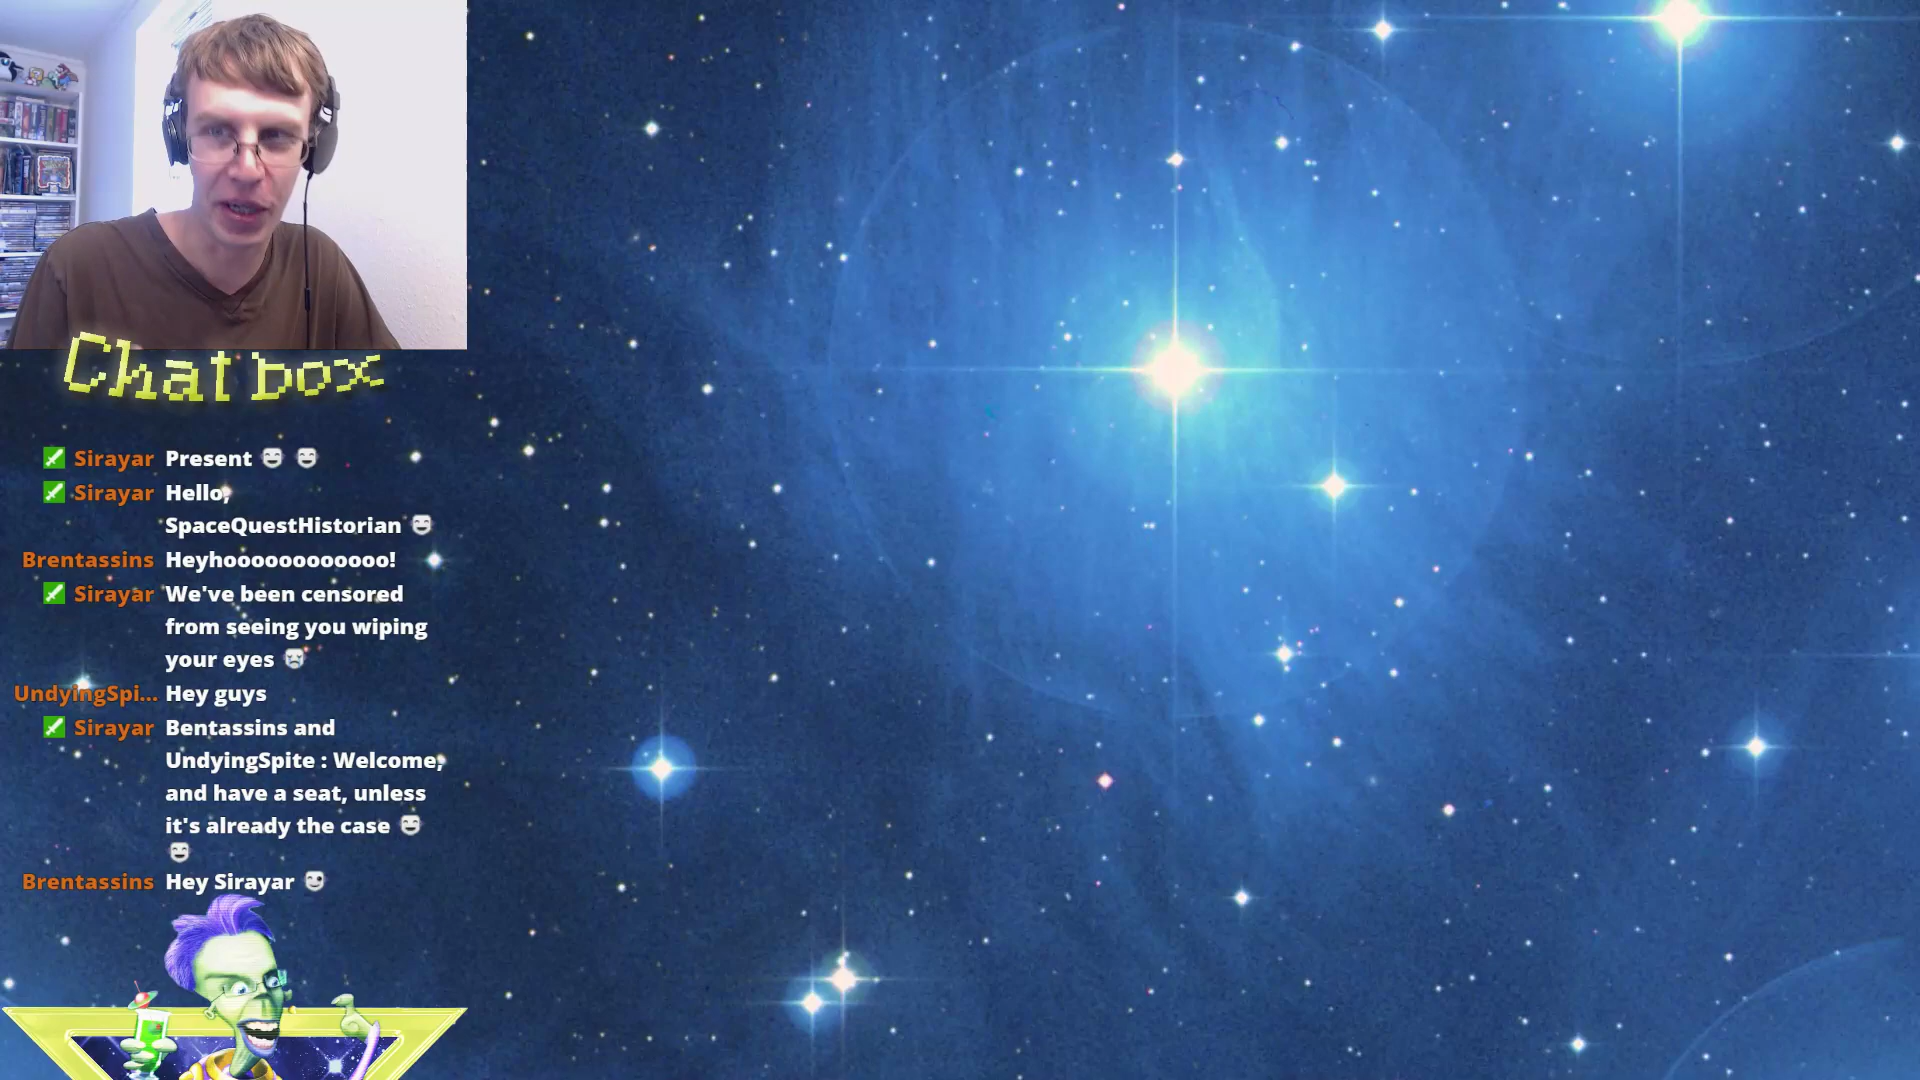 Chat box
Sirayar Present
Sirayar Hello,
SpaceQuestHistorian
Brentassins Heyhooooooooooo!
Sirayar We've been censored
from seeing you wiping
your eyes
UndyingSpi... Hey guys
Sirayar Bentassins and
UndyingSpite : Welcome,
and have a seat, unless
it's already the case
Brentassins Hey Sirayar